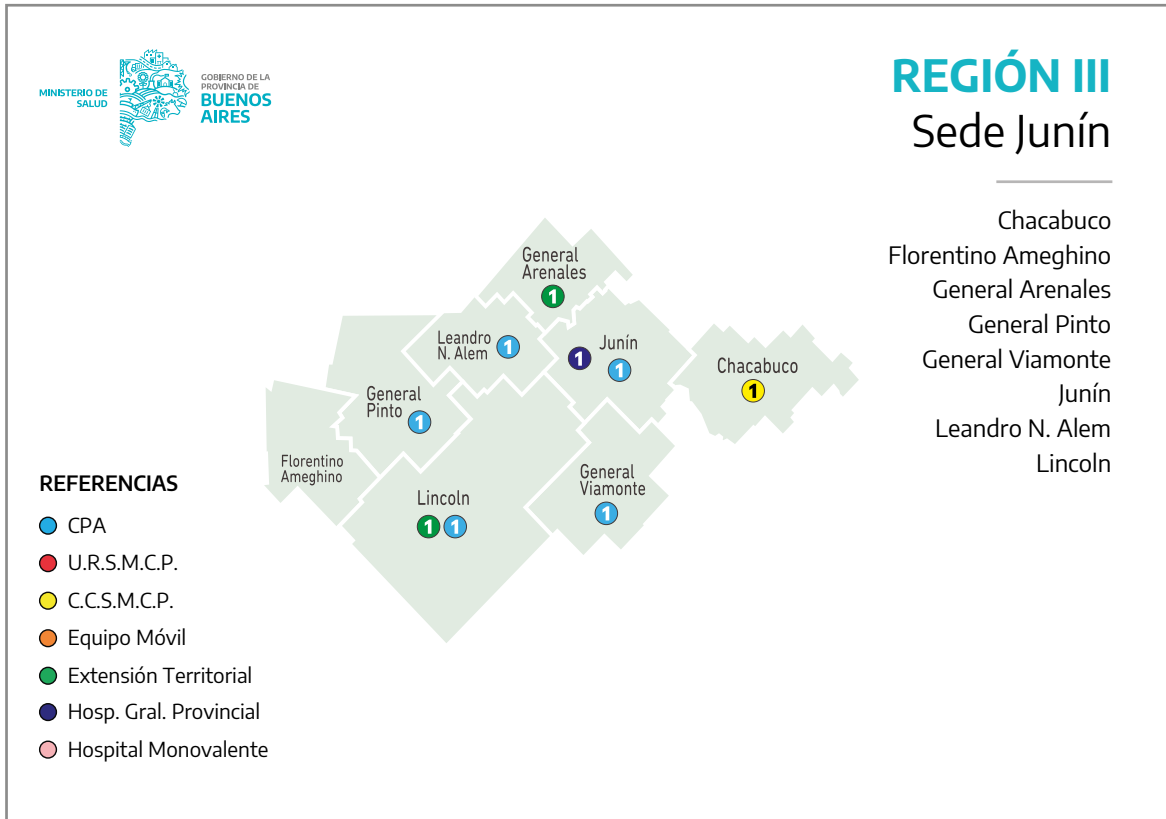 MINISTERIO DE
SALUD
GOBIERNO DE LA
PROVINCIA DE
BUENOS
AIRES
REGIÓN III
Sede Junín
Chacabuco
Florentino Ameghino
General Arenales
General Pinto
General Viamonte
Junín
Leandro N. Alem
Lincoln
General
Arenales
1
Leandro
N. Alem
1
1
Junín
1
Chacabuco
1
General
Pinto
1
Florentino
Ameghino
Lincoln
1
1
General
Viamonte
1
REFERENCIAS
CPA
U.R.S.M.C.P.
C.C.S.M.C.P.
Equipo Móvil
Extensión Territorial
Hosp. Gral. Provincial
Hospital Monovalente